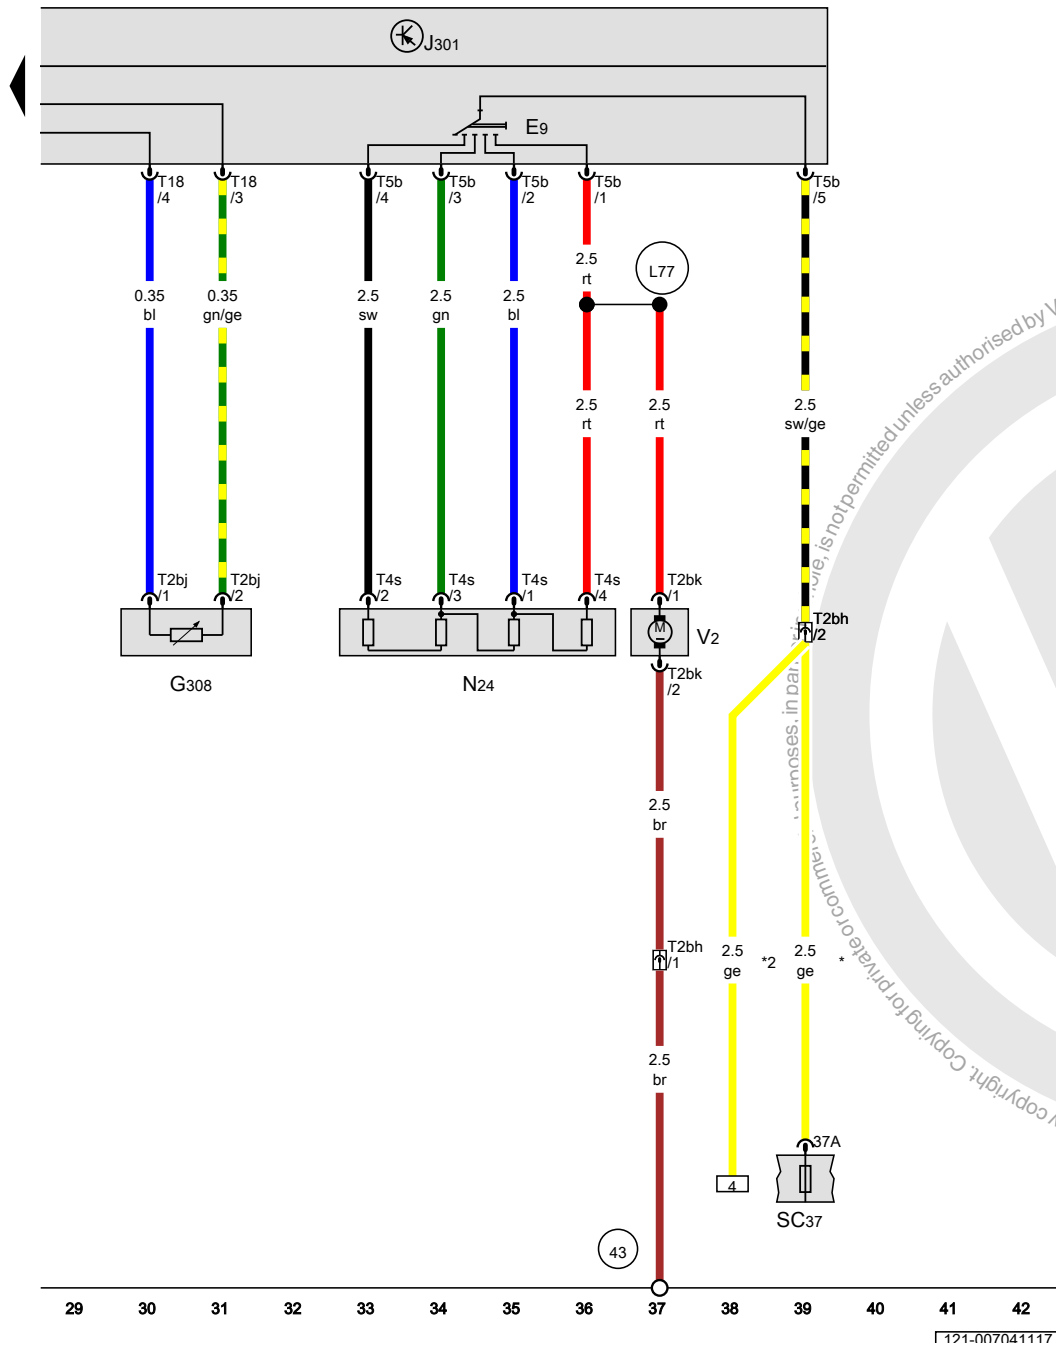 J301
E9
T18 /4
T18 /3
T5b /4
T5b /3
T5b /2
T5b /1
T5b /5
2.5 rt
L77
0.35 bl
0.35 gn/ge
2.5 sw
2.5 gn
2.5 bl
2.5 rt
2.5 rt
2.5 sw/ge
T2bj /1
T2bj /2
T4s /2
T4s /3
T4s /1
T4s /4
T2bk /1
T2bh /2
M
V2
G308
N24
T2bk /2
2.5 br
T2bh /1
2.5 ge
*2
2.5 ge
*
2.5 br
37A
4
SC37
43
29 30 31 32 33 34 35 36 37 38 39 40 41 42
121-007041117
copyright. Copying for private or
purposes, in
is not permitted unless authorised by